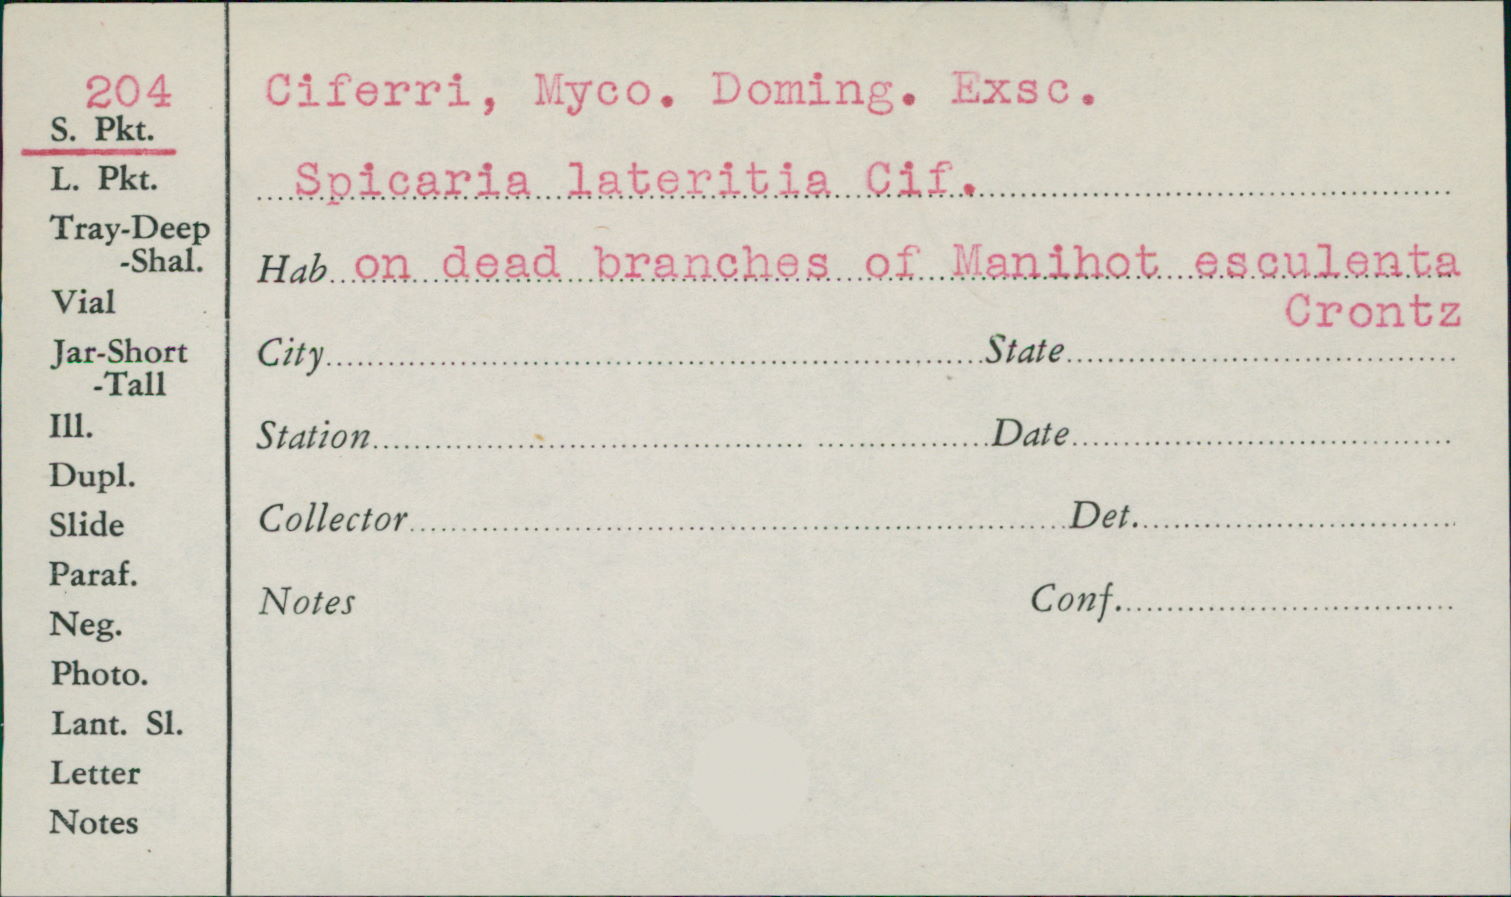 204
S. Pkt.
L. Pkt.
Tray-Deep
-Shal.
Vial
Jar-Short
-Tall
Ill.
Dupl.
Slide
Paraf.
Neg.
Photo.
Lant. Sl.
Letter
Notes
Ciferri, Myco. Doming. Exsc.
Spicaria lateritia Cif.
Hab on dead branches of Manihot esculenta
Crontz
City State
Station Date
Collector Det.
Notes Conf.